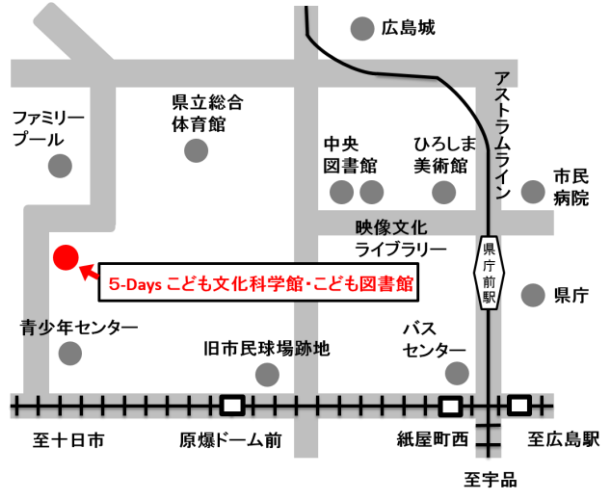 広島城
県立総合
体育館
ファミリー
プール
中央
図書館
ひろしま
美術館
アストラムライン
市民
病院
映像文化
ライブラリー
県庁前駅
5-Days こども文化科学館・こども図書館
県庁
青少年センター
旧市民球場跡地
バス
センター
至十日市
原爆ドーム前
紙屋町西
至広島駅
至宇品